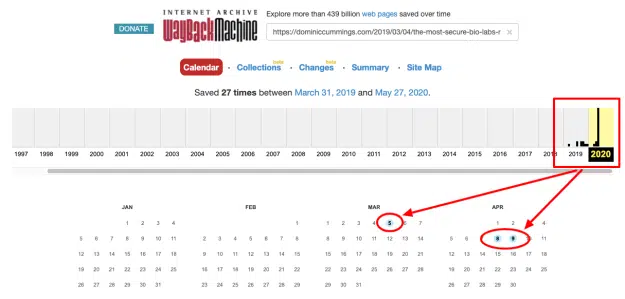 INTERNET ARCHIVE
WayBackMachine
DONATE
Explore more than 439 billion web pages saved over time
https://dominiccummings.com/2019/03/04/the-most-secure-bio-labs-r ×
Calendar · Collections beta · Changes beta · Summary · Site Map
Saved 27 times between March 31, 2019 and May 27, 2020.
1997 1998 1999 2000 2001 2002 2003 2004 2005 2006 2007 2008 2009 2010 2011 2012 2013 2014 2015 2016 2017 2019 2020
JAN FEB MAR APR
1 2 3 4 1 1 2 3 4 5 7 1 2 4
5 6 7 8 9 10 11 2 3 4 5 6 7 8 8 9 10 11 12 13 14 5 6 8 9 11
12 13 14 15 16 17 18 9 10 11 12 13 14 15 15 16 17 18 19 20 21 12 13 14 15 16 17 18
19 20 21 22 23 24 25 16 17 18 19 20 21 22 22 23 24 25 26 27 28 19 20 21 22 23 24 25
26 27 28 29 30 31 23 24 25 26 27 28 29 29 30 31 26 27 28 29 30